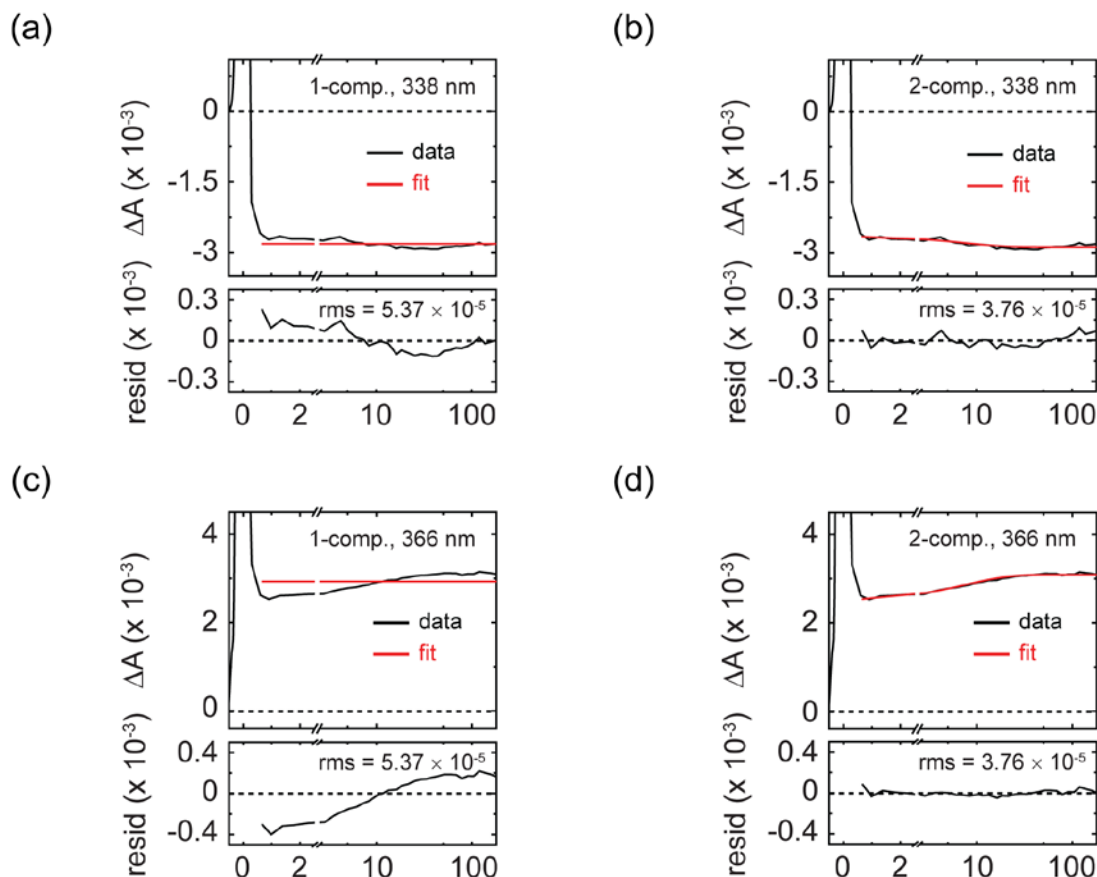 (a)
1-comp., 338 nm
0
-1.5
-3
ΔA (x 10⁻³)
data
fit
rms = 5.37 × 10⁻⁵
0.3
0
-0.3
resid (x 10⁻³)
0 2 10 100
(b)
2-comp., 338 nm
0
-1.5
-3
ΔA (x 10⁻³)
data
fit
rms = 3.76 × 10⁻⁵
0.3
0
-0.3
resid (x 10⁻³)
0 2 10 100
(c)
1-comp., 366 nm
4
2
0
ΔA (x 10⁻³)
data
fit
rms = 5.37 × 10⁻⁵
0.4
0
-0.4
resid (x 10⁻³)
0 2 10 100
(d)
2-comp., 366 nm
4
2
0
ΔA (x 10⁻³)
data
fit
rms = 3.76 × 10⁻⁵
0.4
0
-0.4
resid (x 10⁻³)
0 2 10 100